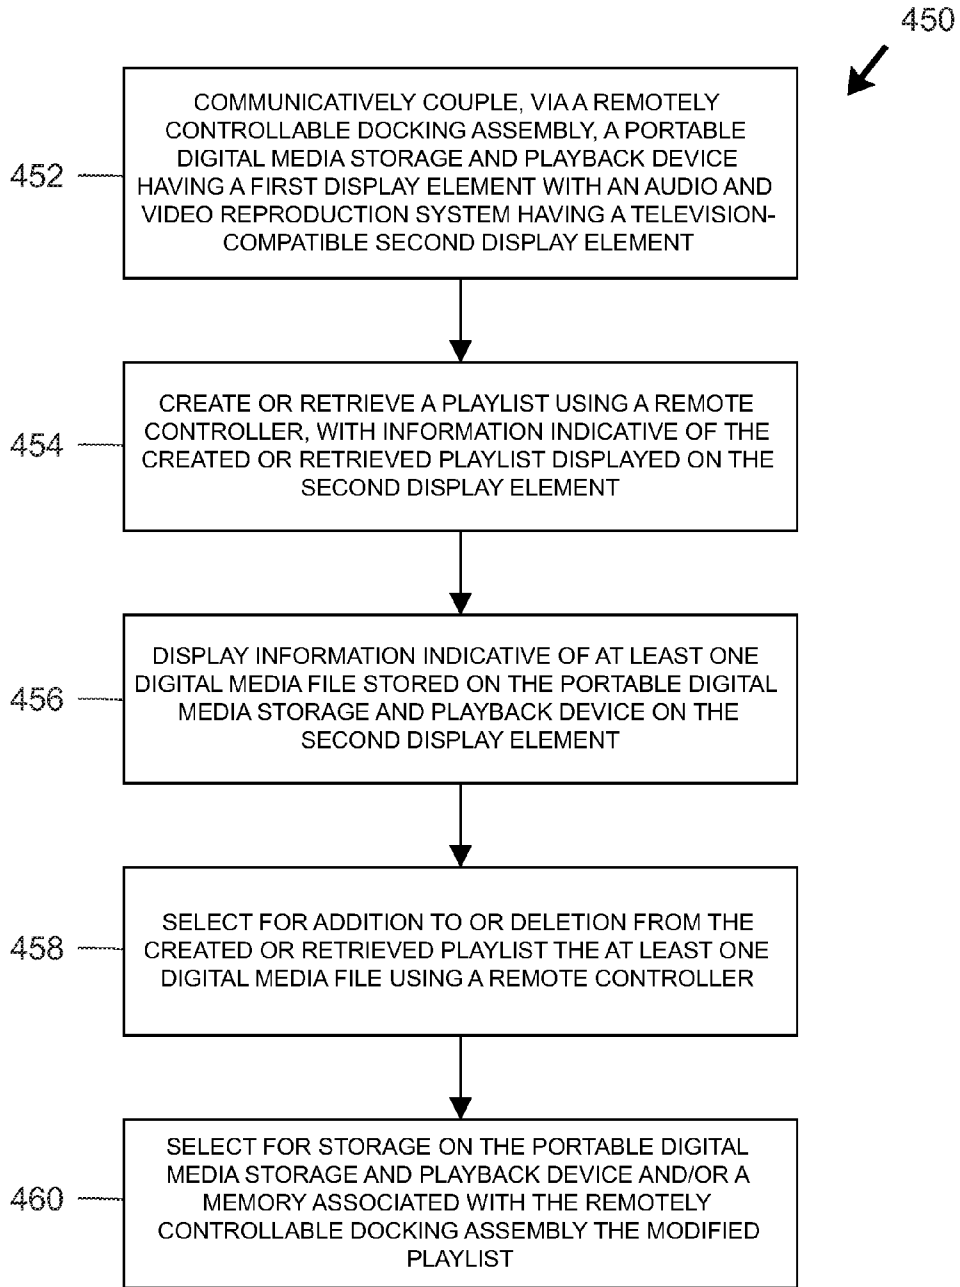 450
COMMUNICATIVELY COUPLE, VIA A REMOTELY
CONTROLLABLE DOCKING ASSEMBLY, A PORTABLE
DIGITAL MEDIA STORAGE AND PLAYBACK DEVICE
HAVING A FIRST DISPLAY ELEMENT WITH AN AUDIO AND
VIDEO REPRODUCTION SYSTEM HAVING A TELEVISION-
COMPATIBLE SECOND DISPLAY ELEMENT
452
CREATE OR RETRIEVE A PLAYLIST USING A REMOTE
CONTROLLER, WITH INFORMATION INDICATIVE OF THE
CREATED OR RETRIEVED PLAYLIST DISPLAYED ON THE
SECOND DISPLAY ELEMENT
454
DISPLAY INFORMATION INDICATIVE OF AT LEAST ONE
DIGITAL MEDIA FILE STORED ON THE PORTABLE DIGITAL
MEDIA STORAGE AND PLAYBACK DEVICE ON THE
SECOND DISPLAY ELEMENT
456
SELECT FOR ADDITION TO OR DELETION FROM THE
CREATED OR RETRIEVED PLAYLIST THE AT LEAST ONE
DIGITAL MEDIA FILE USING A REMOTE CONTROLLER
458
SELECT FOR STORAGE ON THE PORTABLE DIGITAL
MEDIA STORAGE AND PLAYBACK DEVICE AND/OR A
MEMORY ASSOCIATED WITH THE REMOTELY
CONTROLLABLE DOCKING ASSEMBLY THE MODIFIED
PLAYLIST
460